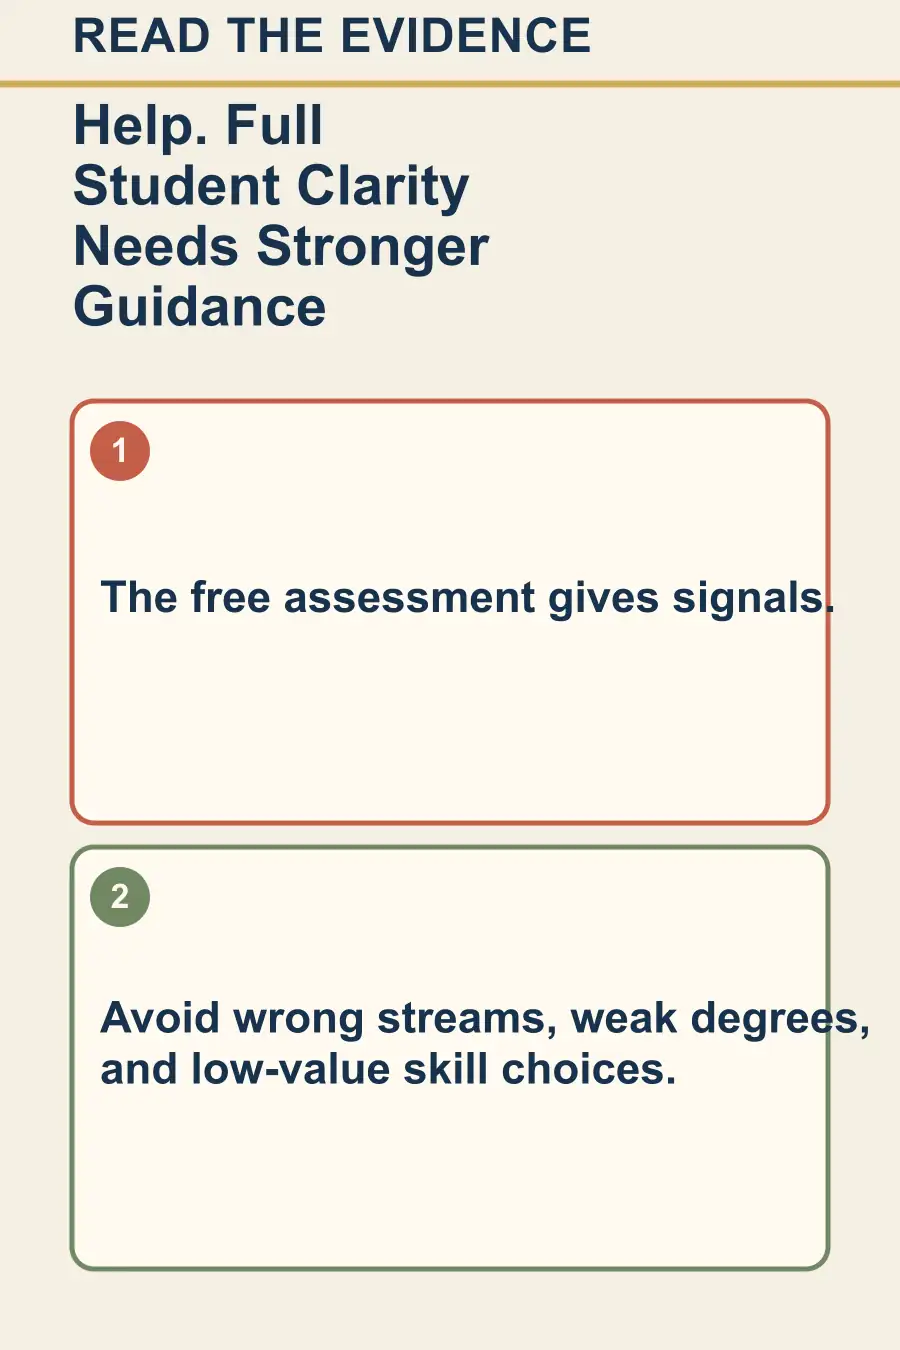 READ THE EVIDENCE
Help. Full
Student Clarity
Needs Stronger
Guidance
1
The free assessment gives signals.
2
Avoid wrong streams, weak degrees,
and low-value skill choices.